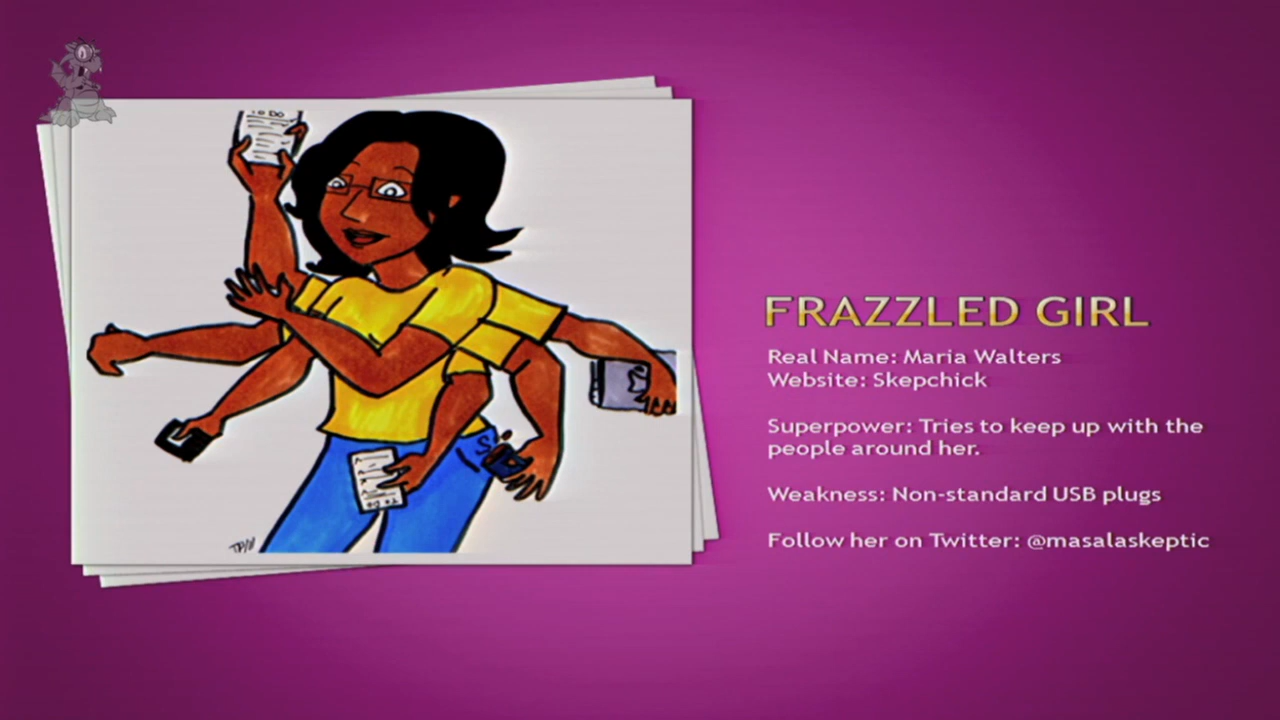 TO DO
FRAZZLED GIRL
Real Name: Maria Walters
Website: Skepchick
Superpower: Tries to keep up with the
people around her.
Weakness: Non-standard USB plugs
Follow her on Twitter: @masalaskeptic